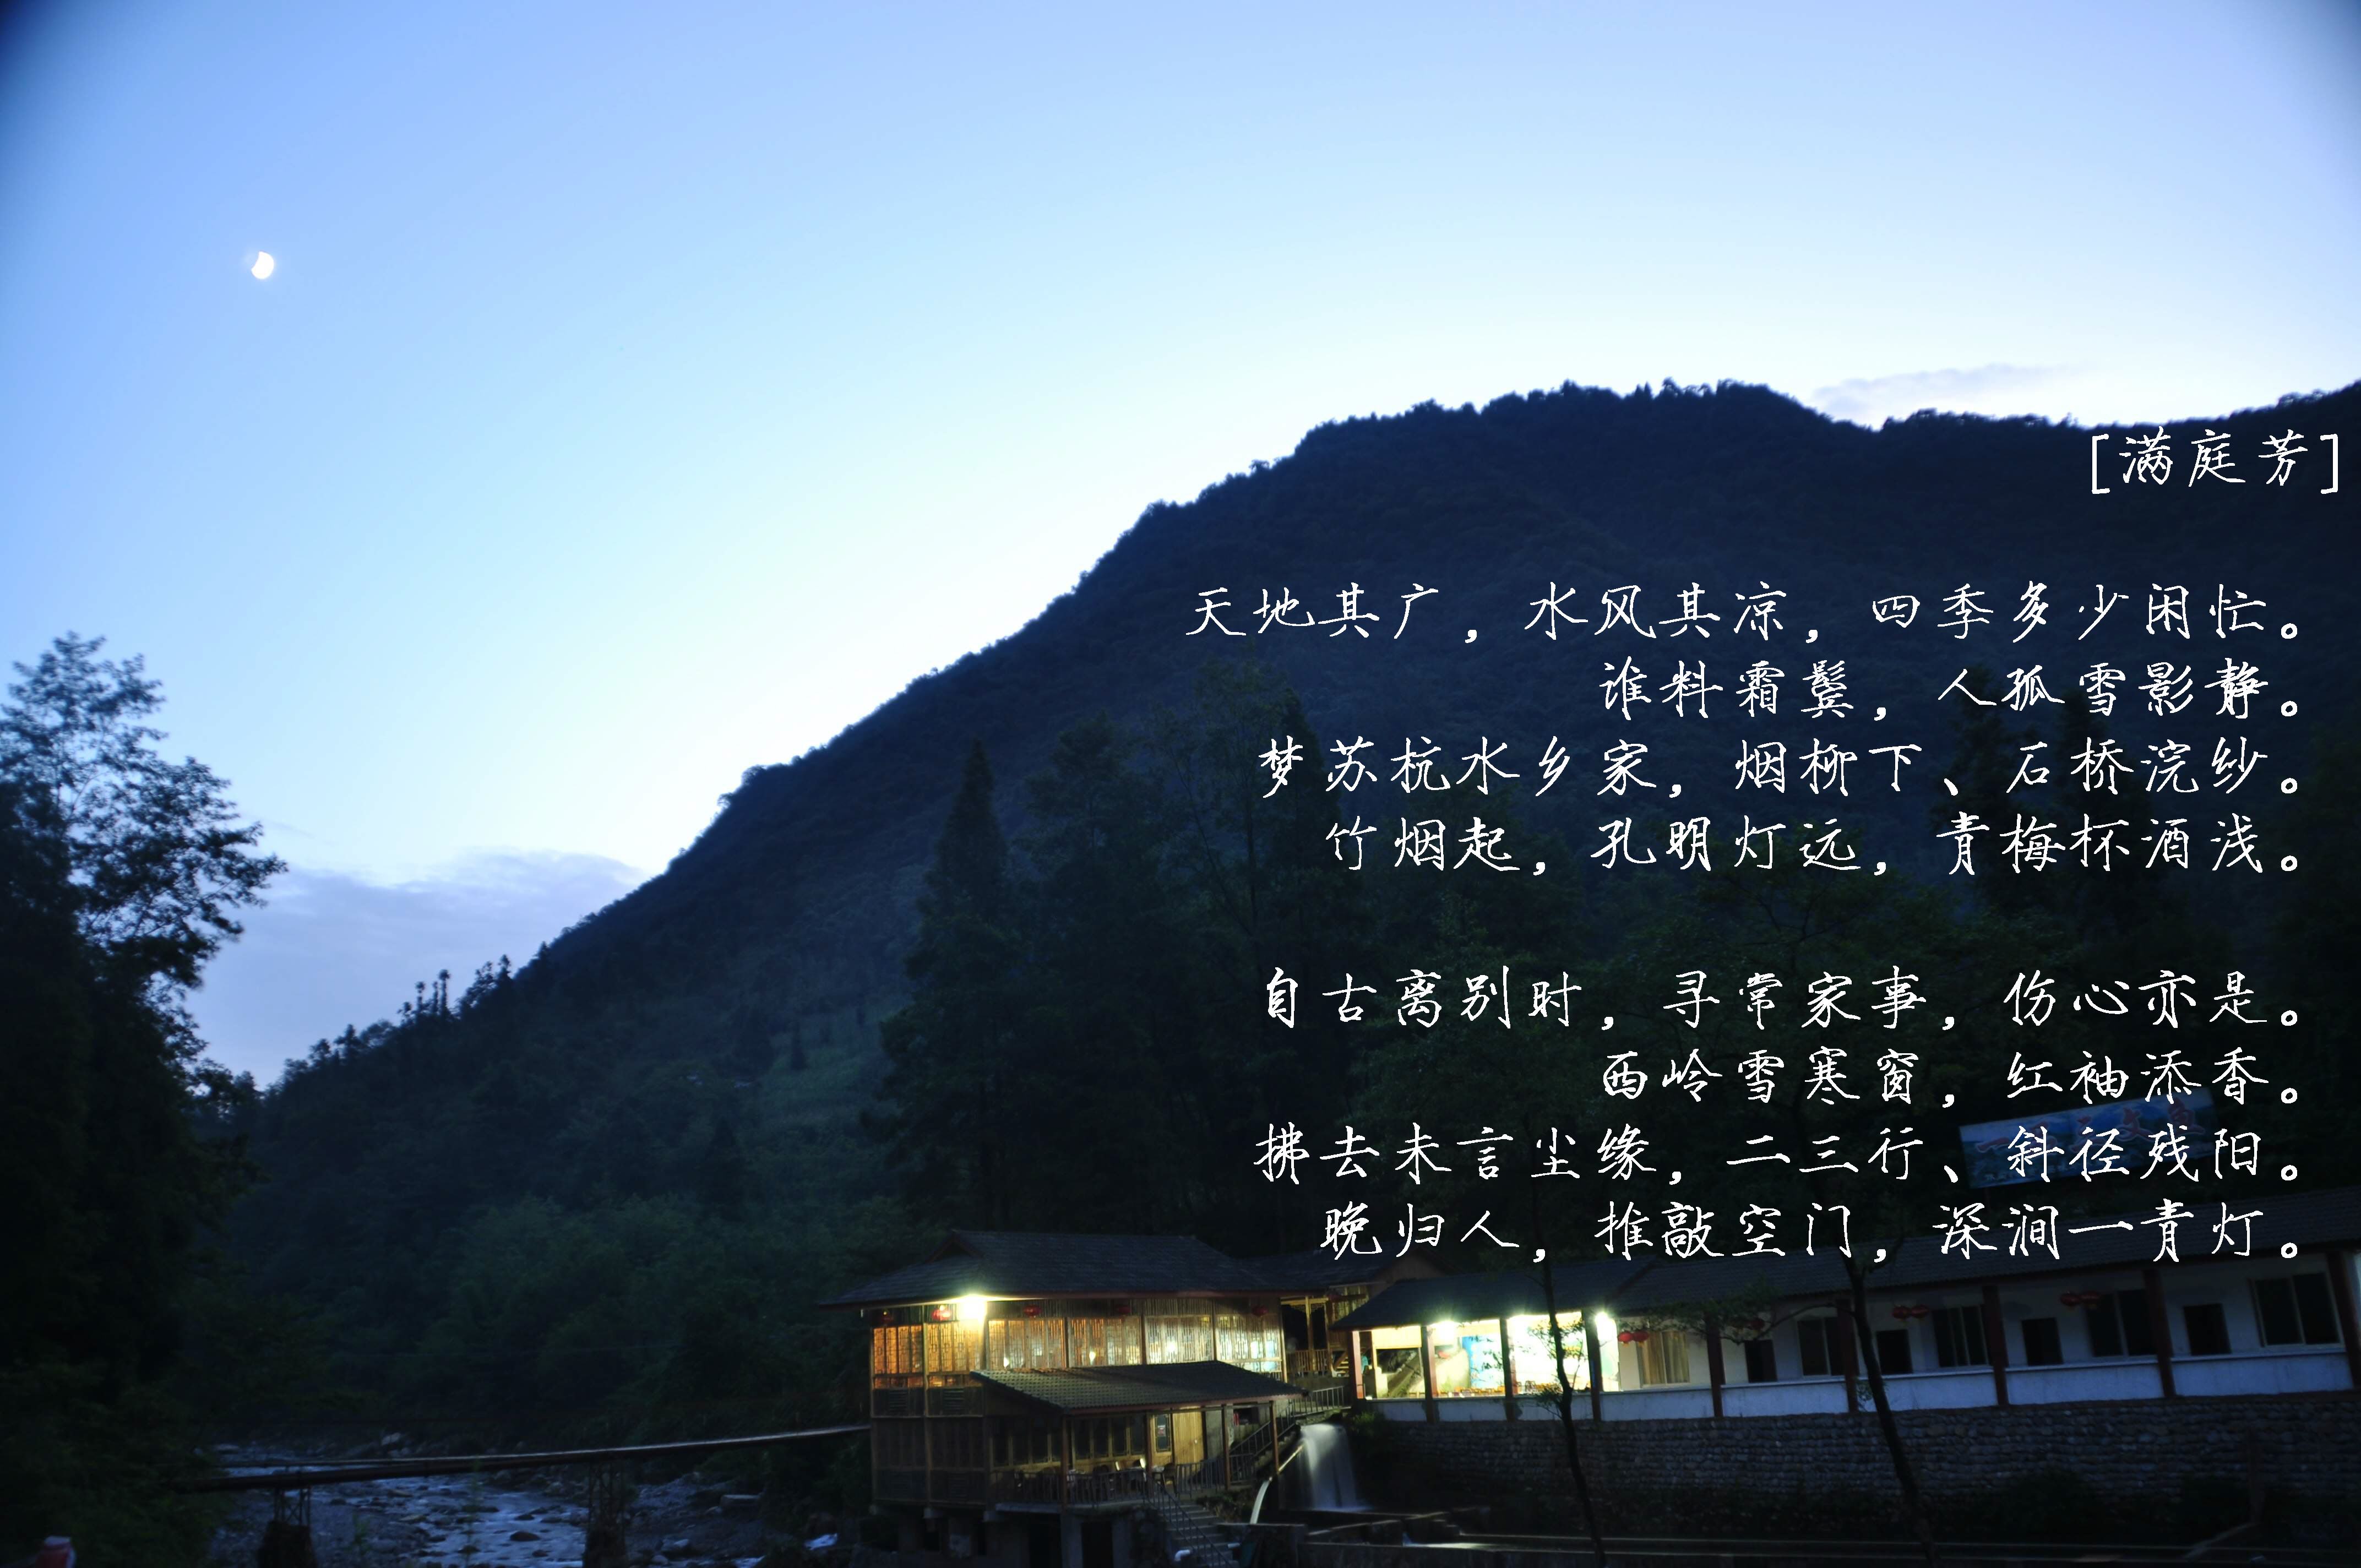 [满庭芳]
天地其广，水风其凉，四季多少闲忙。
谁料霜鬓，人孤雪影静。
梦苏杭水乡家，烟柳下、石桥浣纱。
竹烟起，孔明灯远，青梅杯酒浅。
自古离别时，寻常家事，伤心亦是。
西岭雪寒窗，红袖添香。
拂去未言尘缘，二三行、斜径残阳。
晚归人，推敲空门，深涧一青灯。